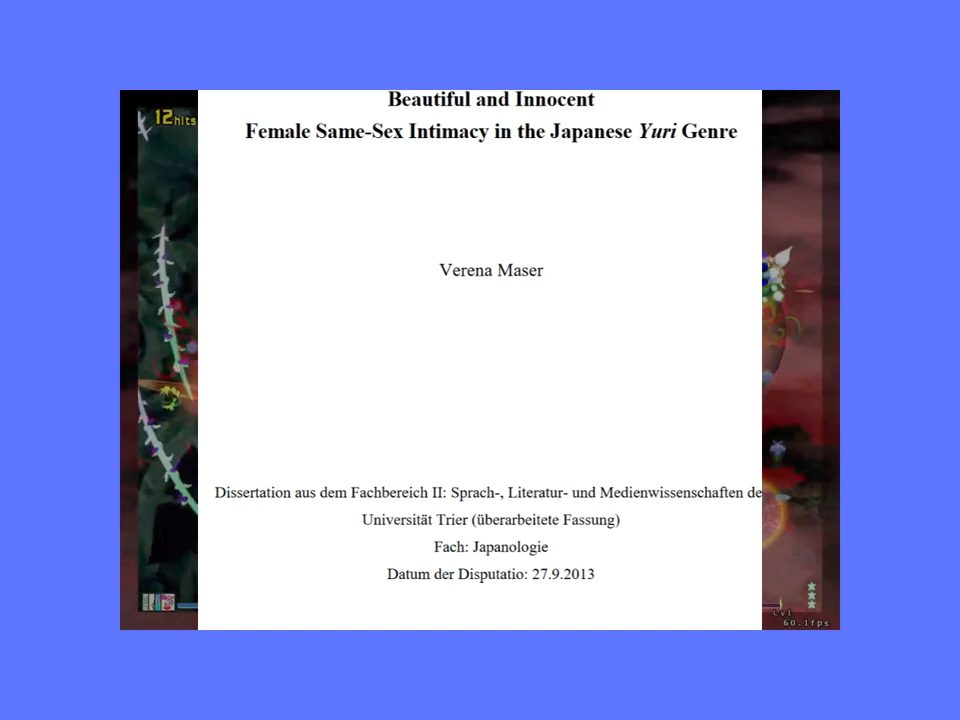 Beautiful and Innocent
12hits
Female Same-Sex Intimacy in the Japanese Yuri Genre
Verena Maser
Dissertation aus dem Fachbereich II: Sprach-, Literatur- und Medienwissenschaften de
Universität Trier (überarbeitete Fassung)
Fach: Japanologie
Datum der Disputatio: 27.9.2013
Lv1
60.1fps